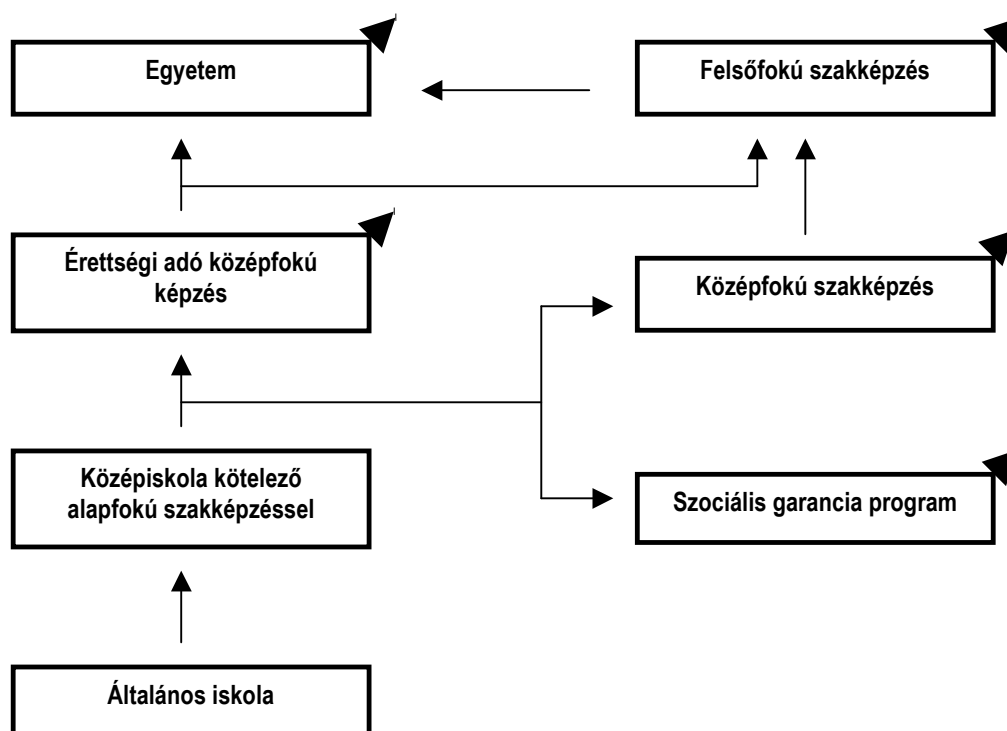 Egyetem
Felsőfokú szakképzés
Érettségi adó középfokú
képzés
Középfokú szakképzés
Középiskola kötelező
alapfokú szakképzéssel
Szociális garancia program
Általános iskola